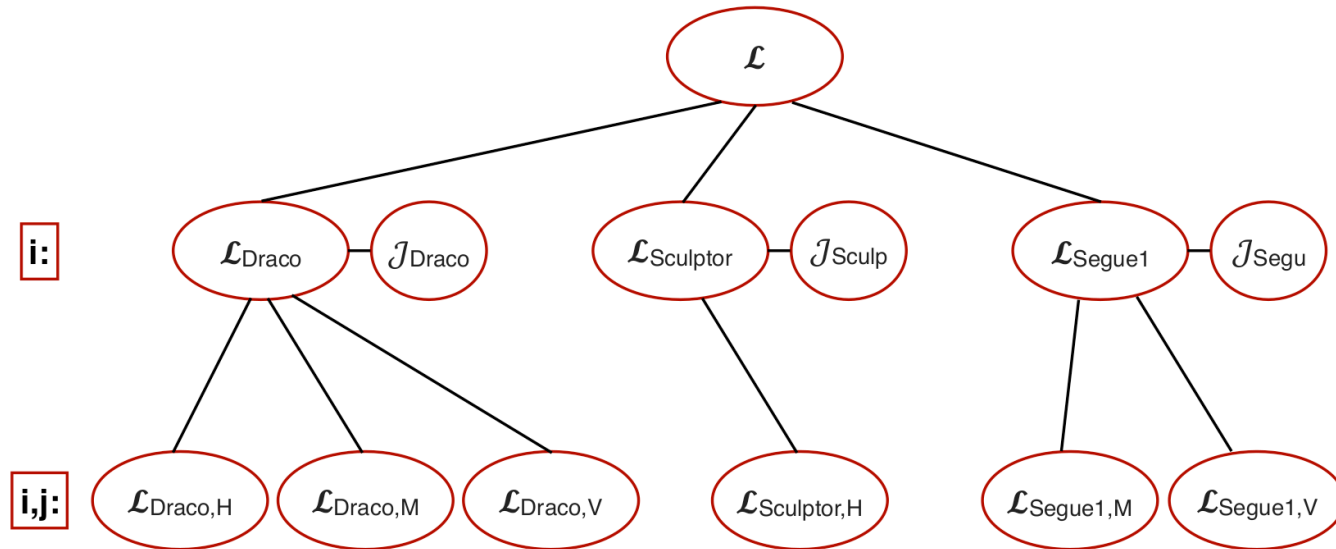 ℒ
i: ℒDraco 𝒥Draco ℒSculptor 𝒥Sculp ℒSegue1 𝒥Segu
i,j: ℒDraco,H ℒDraco,M ℒDraco,V ℒSculptor,H ℒSegue1,M ℒSegue1,V